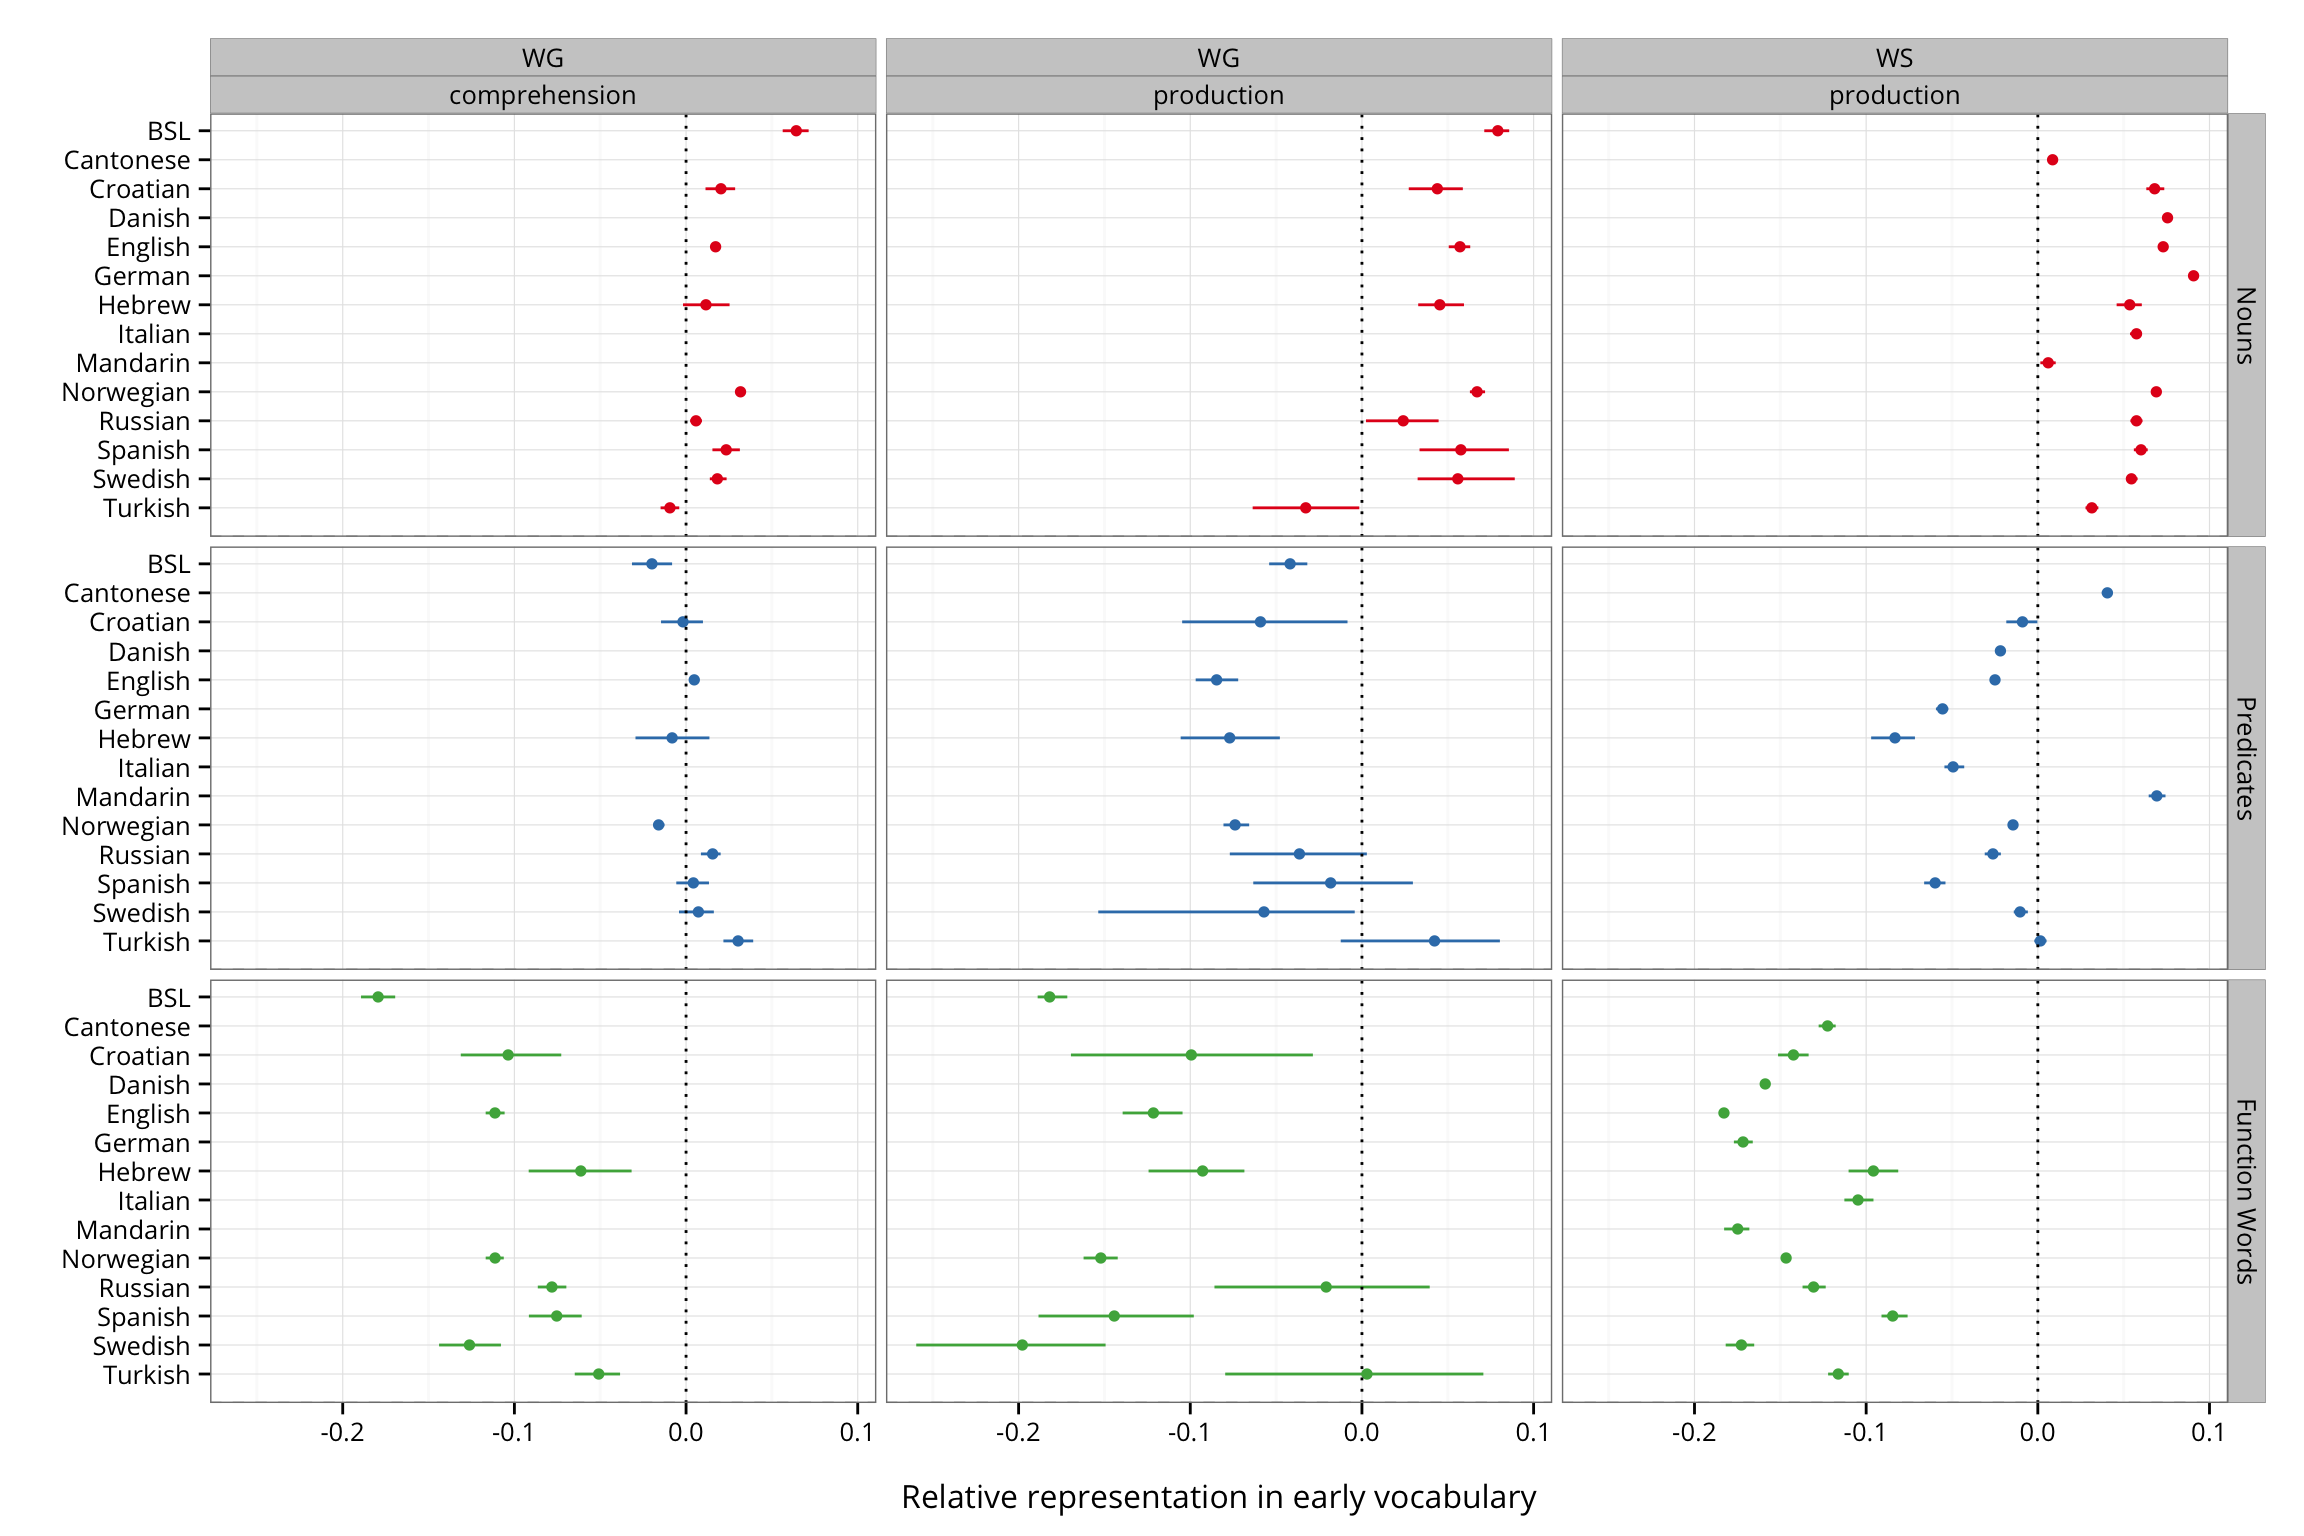 WG
WG
WS
comprehension
production
production
BSL
Cantonese
Croatian
Danish
English
German
Hebrew
Italian
Mandarin
Norwegian
Russian
Spanish
Swedish
Turkish
Nouns
BSL
Cantonese
Croatian
Danish
English
German
Hebrew
Italian
Mandarin
Norwegian
Russian
Spanish
Swedish
Turkish
Predicates
BSL
Cantonese
Croatian
Danish
English
German
Hebrew
Italian
Mandarin
Norwegian
Russian
Spanish
Swedish
Turkish
Function Words
-0.2 -0.1 0.0 0.1
-0.2 -0.1 0.0 0.1
-0.2 -0.1 0.0 0.1
Relative representation in early vocabulary